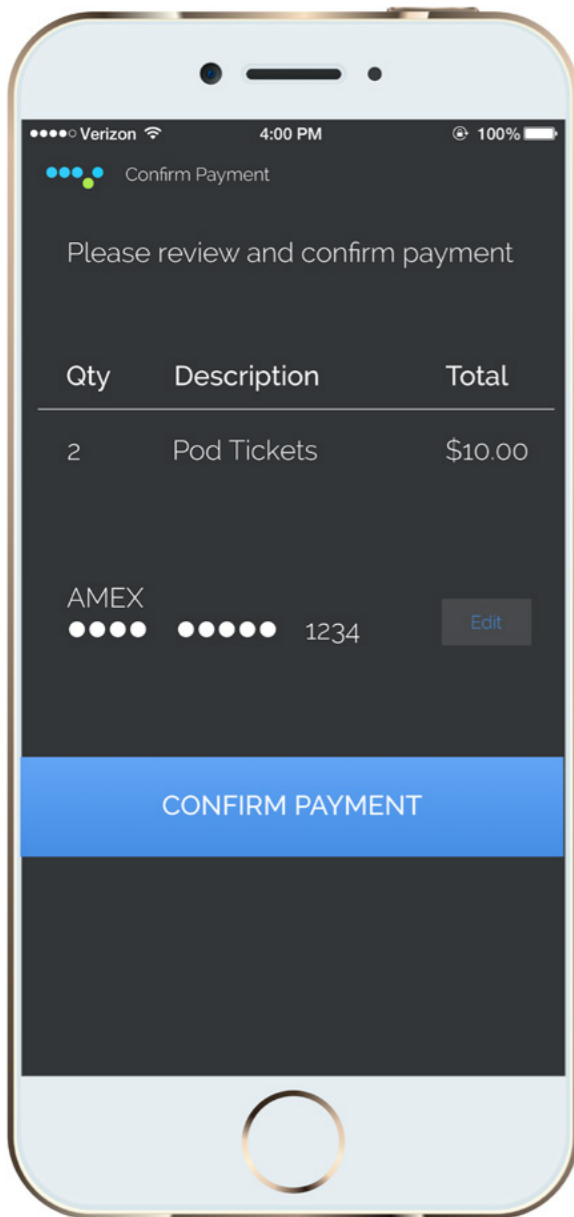 Verizon 4:00 PM 100%
Confirm Payment
Please review and confirm payment
Qty Description Total
2 Pod Tickets $10.00
AMEX
●●●● ●●●●● 1234
Edit
CONFIRM PAYMENT